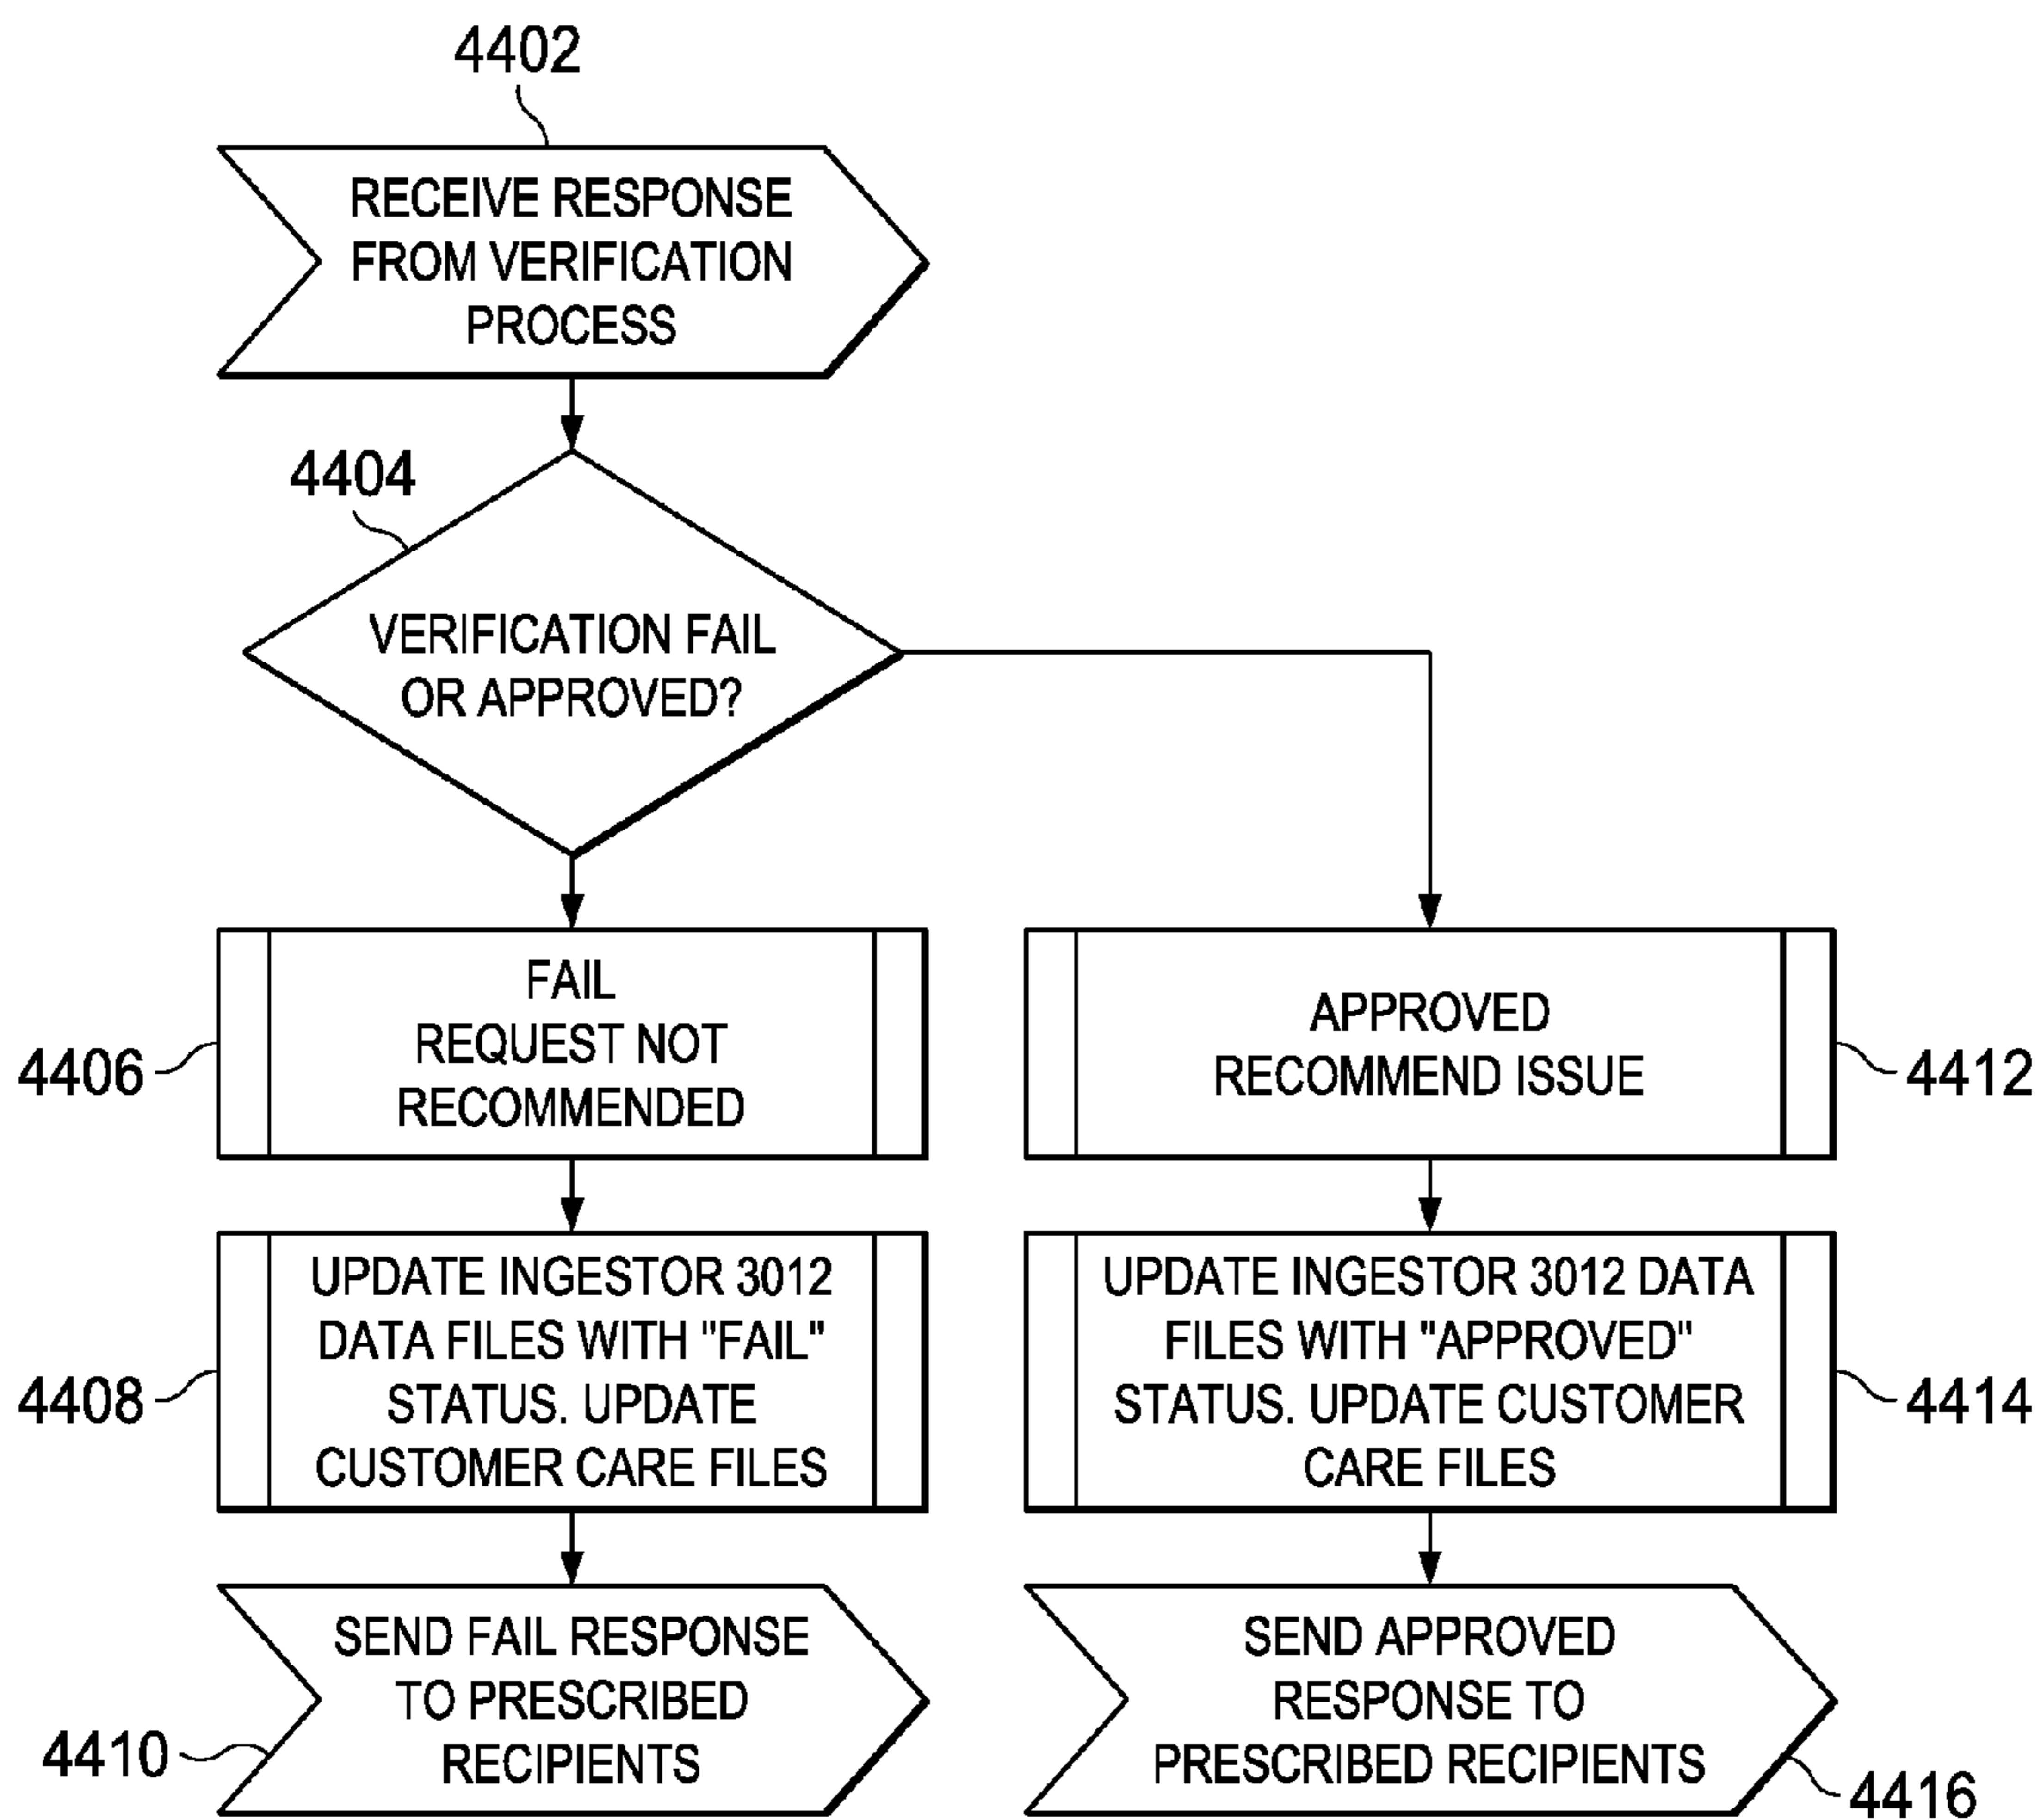 4402
RECEIVE RESPONSE
FROM VERIFICATION
PROCESS
4404
VERIFICATION FAIL
OR APPROVED?
4406
FAIL
REQUEST NOT
RECOMMENDED
APPROVED
RECOMMEND ISSUE
4412
4408
UPDATE INGESTOR 3012
DATA FILES WITH "FAIL"
STATUS. UPDATE
CUSTOMER CARE FILES
UPDATE INGESTOR 3012 DATA
FILES WITH "APPROVED"
STATUS. UPDATE CUSTOMER
CARE FILES
4414
4410
SEND FAIL RESPONSE
TO PRESCRIBED
RECIPIENTS
SEND APPROVED
RESPONSE TO
PRESCRIBED RECIPIENTS
4416